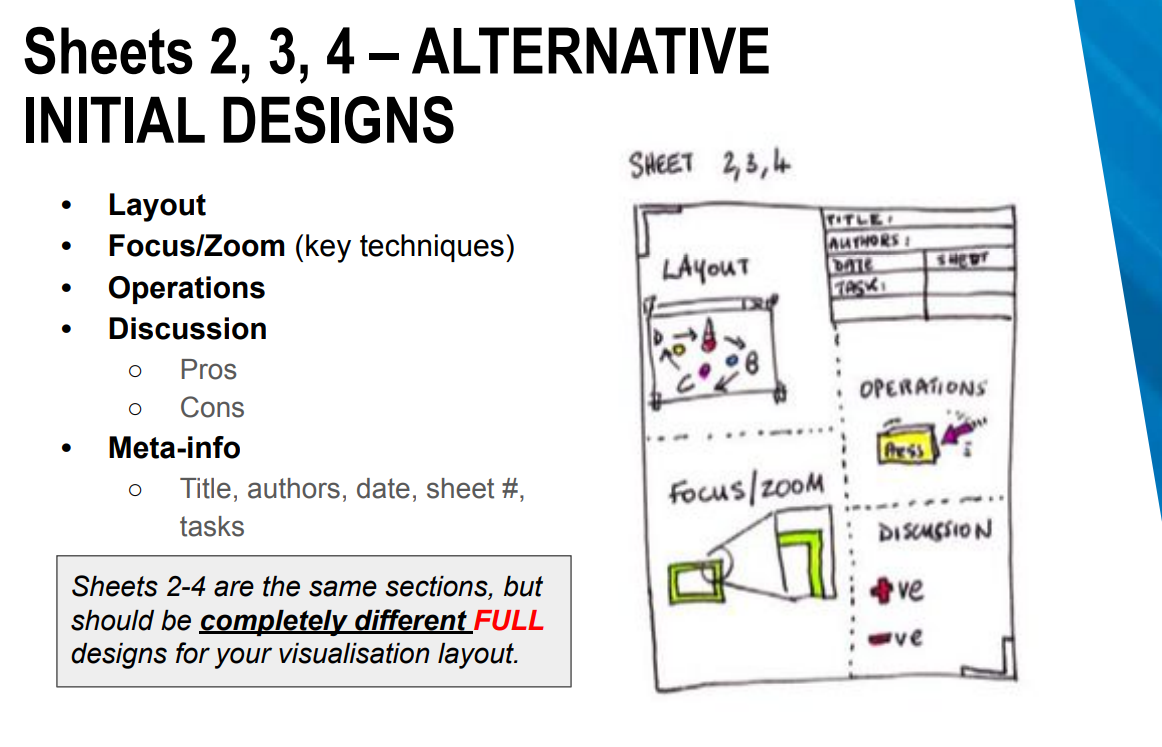 Sheets 2, 3, 4 – ALTERNATIVE
INITIAL DESIGNS
• Layout
• Focus/Zoom (key techniques)
• Operations
• Discussion
○ Pros
○ Cons
• Meta-info
○ Title, authors, date, sheet #,
tasks
Sheets 2-4 are the same sections, but
should be completely different FULL
designs for your visualisation layout.
SHEET 2,3,4
TITLE:
AUTHORS:
DATE SHEET
TASK:
LAYOUT
D
A B
C
OPERATIONS
Press
FOCUS/ZOOM
DISCUSSION
+ve
-ve